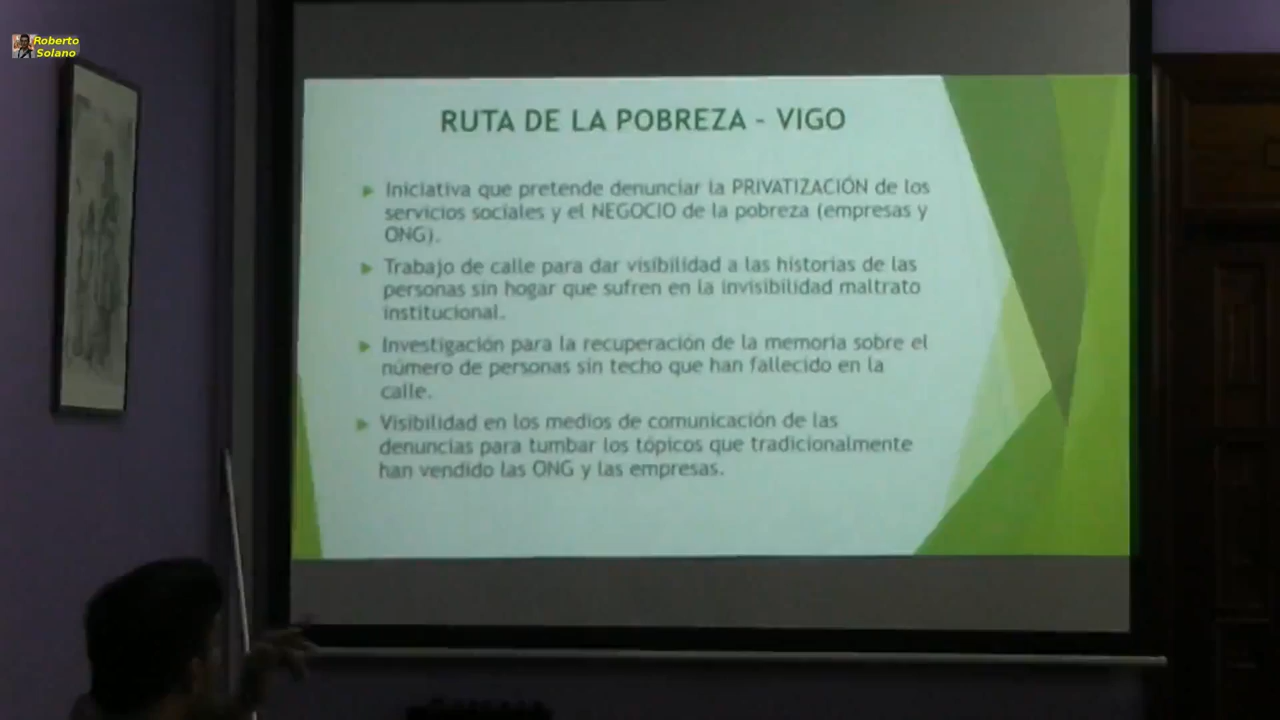 Roberto
Solano
RUTA DE LA POBREZA - VIGO
Iniciativa que pretende denunciar la PRIVATIZACIÓN de los
servicios sociales y el NEGOCIO de la pobreza (empresas y
ONG).
Trabajo de calle para dar visibilidad a las historias de las
personas sin hogar que sufren en la invisibilidad maltrato
institucional.
Investigación para la recuperación de la memoria sobre el
número de personas sin techo que han fallecido en la
calle.
Visibilidad en los medios de comunicación de las
denuncias para tumbar los tópicos que tradicionalmente
han vendido las ONG y las empresas.